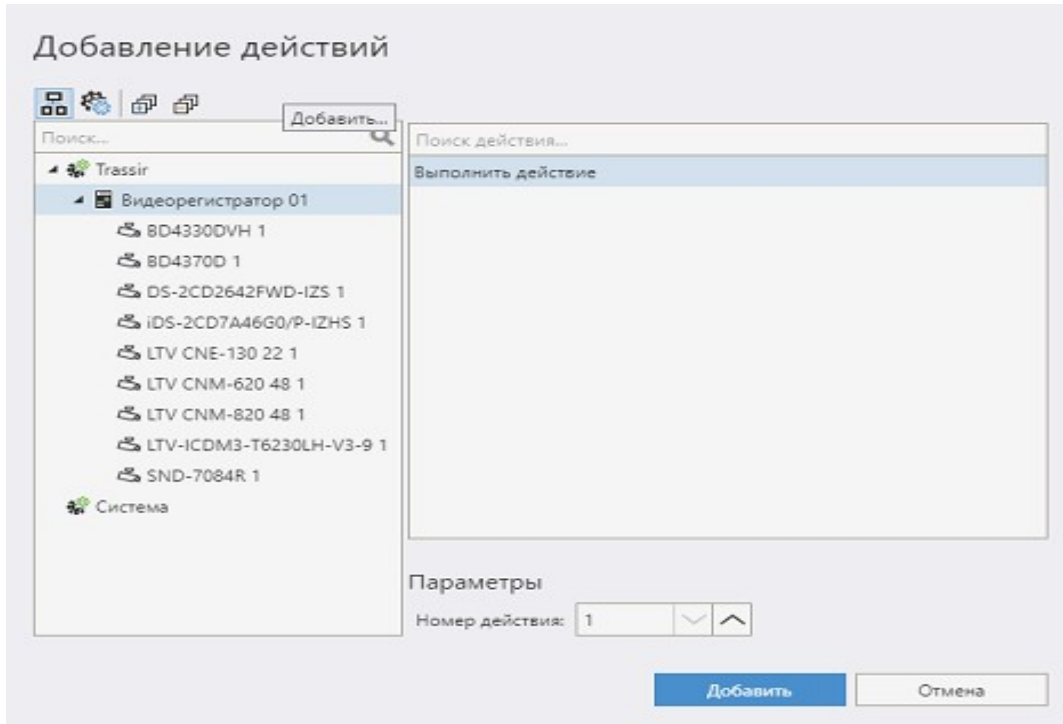 Добавление действий
Добавить...
Поиск...
Поиск действия...
Trassir
Выполнить действие
Видеорегистратор 01
BD4330DVH 1
BD4370D 1
DS-2CD2642FWD-IZS 1
iDS-2CD7A46G0/P-IZHS 1
LTV CNE-130 22 1
LTV CNM-620 48 1
LTV CNM-820 48 1
LTV-ICDM3-T6230LH-V3-9 1
SND-7084R 1
Система
Параметры
Номер действия: 1
Добавить
Отмена